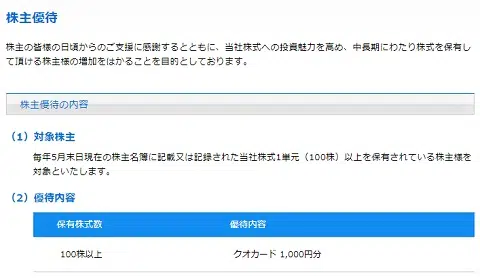 株主優待
株主の皆様の日頃からのご支援に感謝するとともに、当社株式への投資魅力を高め、中長期にわたり株式を保有し
て頂ける株主様の増加をはかることを目的としております。
株主優待の内容
（1）対象株主
毎年5月末日現在の株主名簿に記載又は記録された当社株式1単元（100株）以上を保有されている株主様を
対象といたします。
（2）優待内容
保有株式数 優待内容
100株以上 クオカード 1,000円分